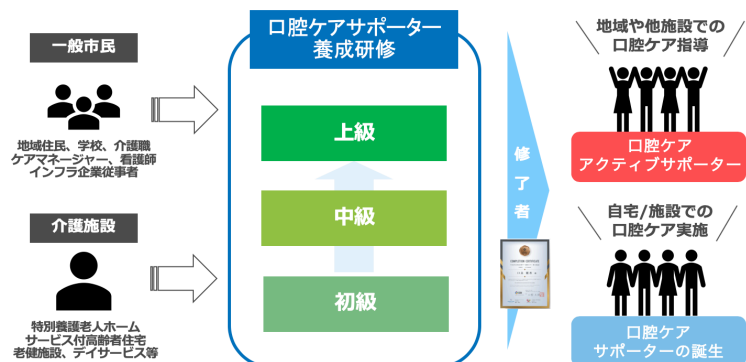 一般市民
地域住民、学校、介護職
ケアマネージャー、看護師
インフラ企業従事者
介護施設
特別養護老人ホーム
サービス付高齢者住宅
老健施設、デイサービス等
口腔ケアサポーター
養成研修
上級
中級
初級
修了者
地域や他施設での
口腔ケア指導
口腔ケア
アクティブサポーター
自宅/施設での
口腔ケア実施
口腔ケア
サポーターの誕生